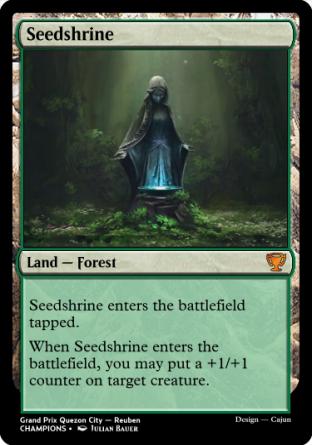 Seedshrine
Land — Forest
Seedshrine enters the battlefield
tapped.
When Seedshrine enters the
battlefield, you may put a +1/+1
counter on target creature.
Grand Prix Quezon City — Reuben
Design — Cajun
CHAMPIONS • Julian Bauer